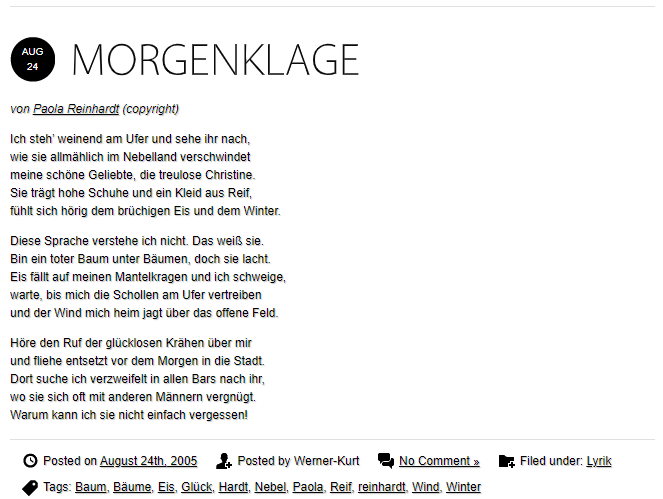 AUG
24
MORGENKLAGE
von Paola Reinhardt (copyright)
Ich steh' weinend am Ufer und sehe ihr nach,
wie sie allmählich im Nebelland verschwindet
meine schöne Geliebte, die treulose Christine.
Sie trägt hohe Schuhe und ein Kleid aus Reif,
fühlt sich hörig dem brüchigen Eis und dem Winter.
Diese Sprache verstehe ich nicht. Das weiß sie.
Bin ein toter Baum unter Bäumen, doch sie lacht.
Eis fällt auf meinen Mantelkragen und ich schweige,
warte, bis mich die Schollen am Ufer vertreiben
und der Wind mich heim jagt über das offene Feld.
Höre den Ruf der glücklosen Krähen über mir
und fliehe entsetzt vor dem Morgen in die Stadt.
Dort suche ich verzweifelt in allen Bars nach ihr,
wo sie sich oft mit anderen Männern vergnügt.
Warum kann ich sie nicht einfach vergessen!
Posted on August 24th, 2005 Posted by Werner-Kurt No Comment » Filed under: Lyrik
Tags: Baum, Bäume, Eis, Glück, Hardt, Nebel, Paola, Reif, reinhardt, Wind, Winter